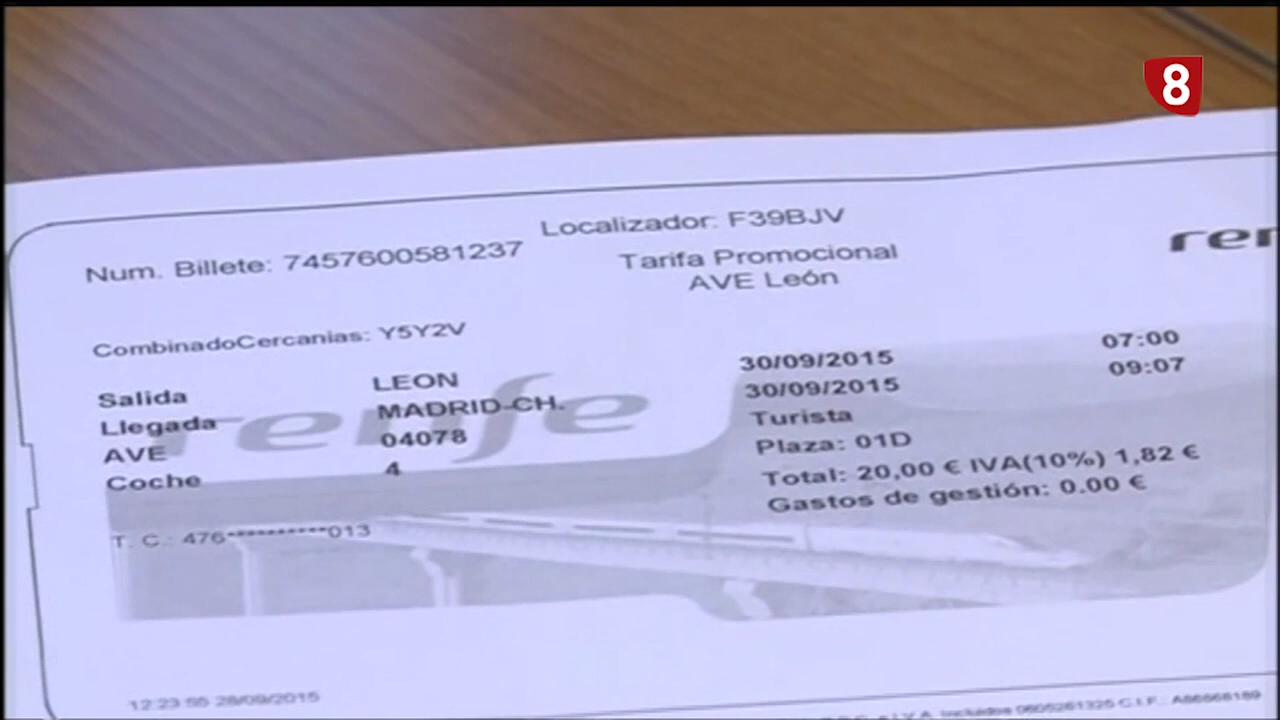 8
Localizador: F39BJV
Num. Billete: 7457600581237
Tarifa Promocional
AVE León
CombinadoCercanias: Y5Y2V
Salida LEON 30/09/2015 07:00
Llegada MADRID-CH. 30/09/2015 09:07
AVE 04078 Turista
Coche 4 Plaza: 01D
Total: 20,00 € IVA(10%) 1,82 €
Gastos de gestión: 0.00 €
renfe
T. C.: 476**********013
12:23 28/09/2015
I.V.A. incluidos C.I.F.: